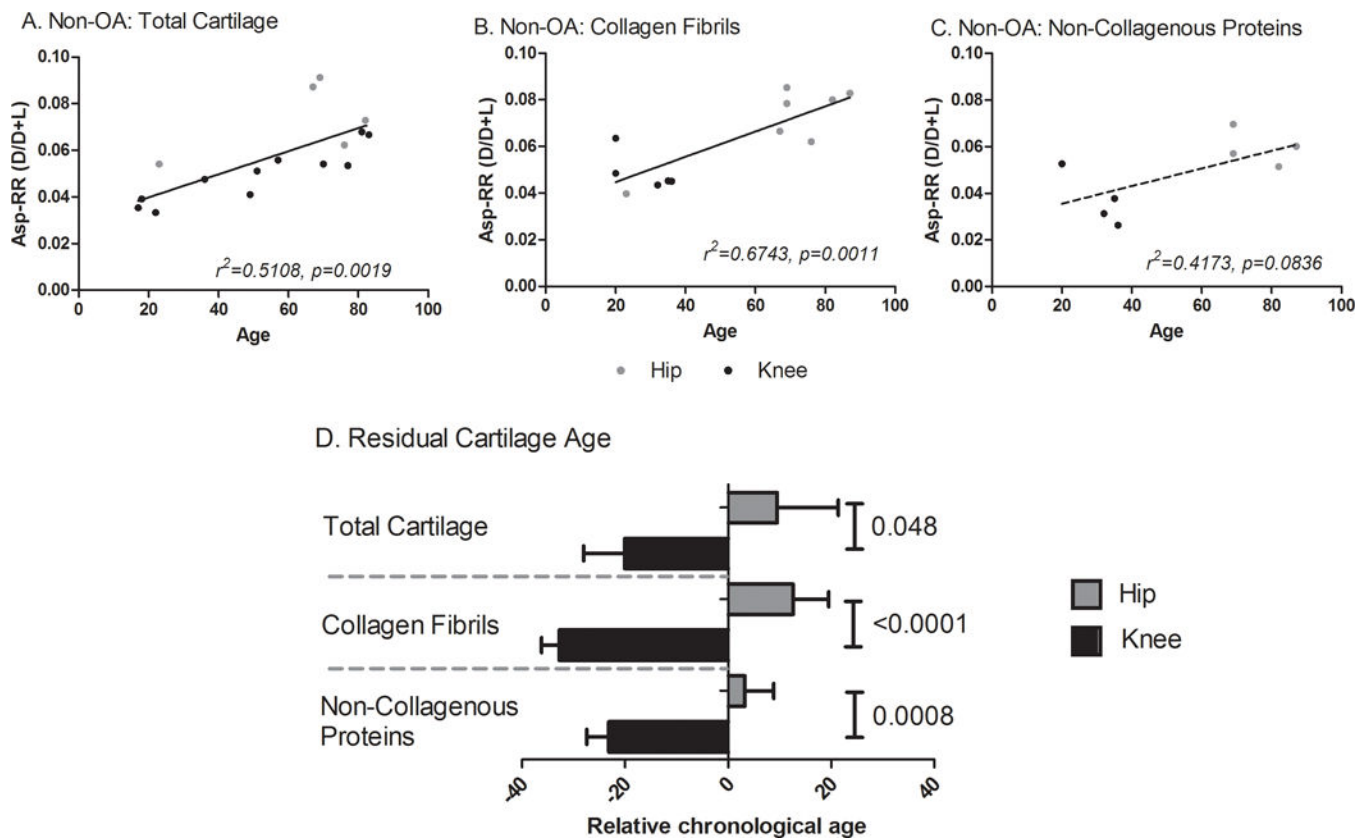 A. Non-OA: Total Cartilage
Asp-RR (D/D+L)
0.10
0.08
0.06
0.04
0.02
0.00
r²=0.5108, p=0.0019
0 20 40 60 80 100
Age
B. Non-OA: Collagen Fibrils
Asp-RR (D/D+L)
0.10
0.08
0.06
0.04
0.02
0.00
r²=0.6743, p=0.0011
0 20 40 60 80 100
Age
C. Non-OA: Non-Collagenous Proteins
Asp-RR (D/D+L)
0.10
0.08
0.06
0.04
0.02
0.00
r²=0.4173, p=0.0836
0 20 40 60 80 100
Age
Hip Knee
D. Residual Cartilage Age
Total Cartilage
0.048
Collagen Fibrils
<0.0001
Non-Collagenous
Proteins
0.0008
Hip
Knee
-40 -20 0 20 40
Relative chronological age